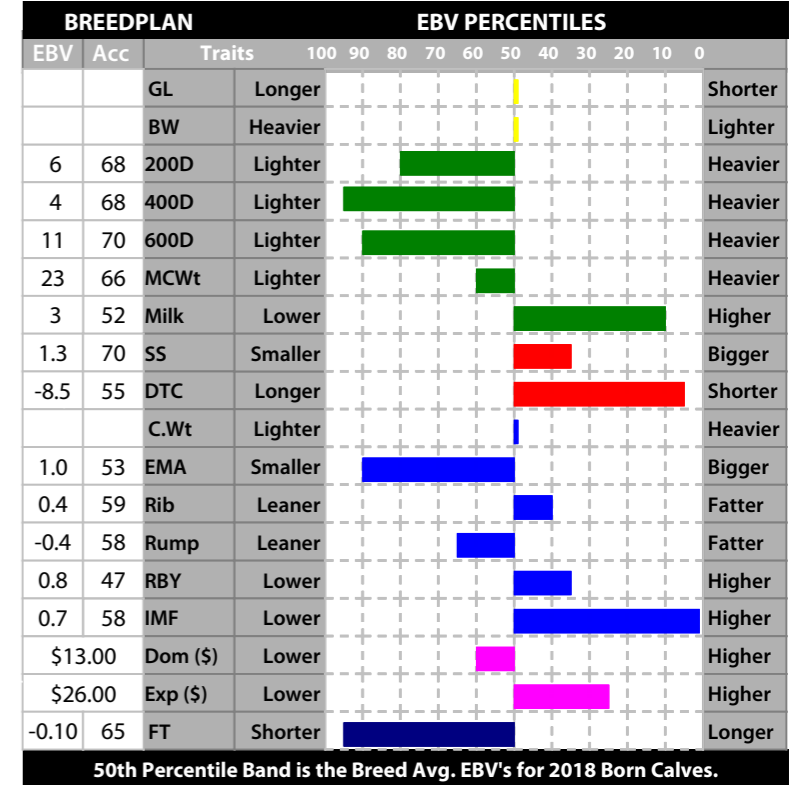 BREEDPLAN EBV PERCENTILES
EBV Acc Traits 100 90 80 70 60 50 40 30 20 10 0
GL Longer Shorter
BW Heavier Lighter
6 68 200D Lighter Heavier
4 68 400D Lighter Heavier
11 70 600D Lighter Heavier
23 66 MCWt Lighter Heavier
3 52 Milk Lower Higher
1.3 70 SS Smaller Bigger
-8.5 55 DTC Longer Shorter
C.Wt Lighter Heavier
1.0 53 EMA Smaller Bigger
0.4 59 Rib Leaner Fatter
-0.4 58 Rump Leaner Fatter
0.8 47 RBY Lower Higher
0.7 58 IMF Lower Higher
$13.00 Dom ($) Lower Higher
$26.00 Exp ($) Lower Higher
-0.10 65 FT Shorter Longer
50th Percentile Band is the Breed Avg. EBV's for 2018 Born Calves.